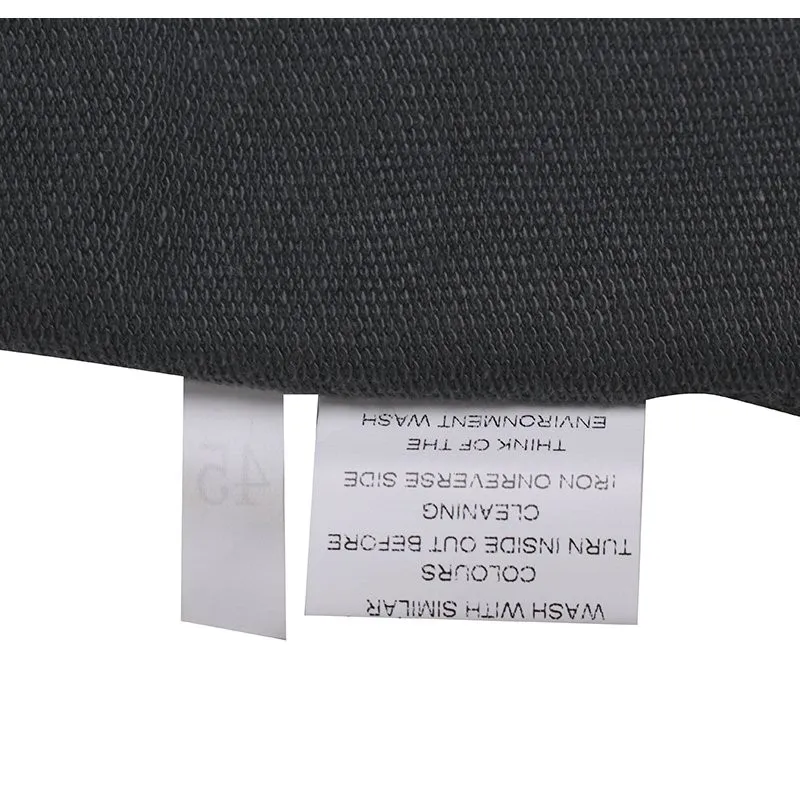 WASH WITH SIMILAR
COLOURS
TURN INSIDE OUT BEFORE
CLEANING
IRON ONREVERSE SIDE
THINK OF THE
ENVIRONMENT WASH
45